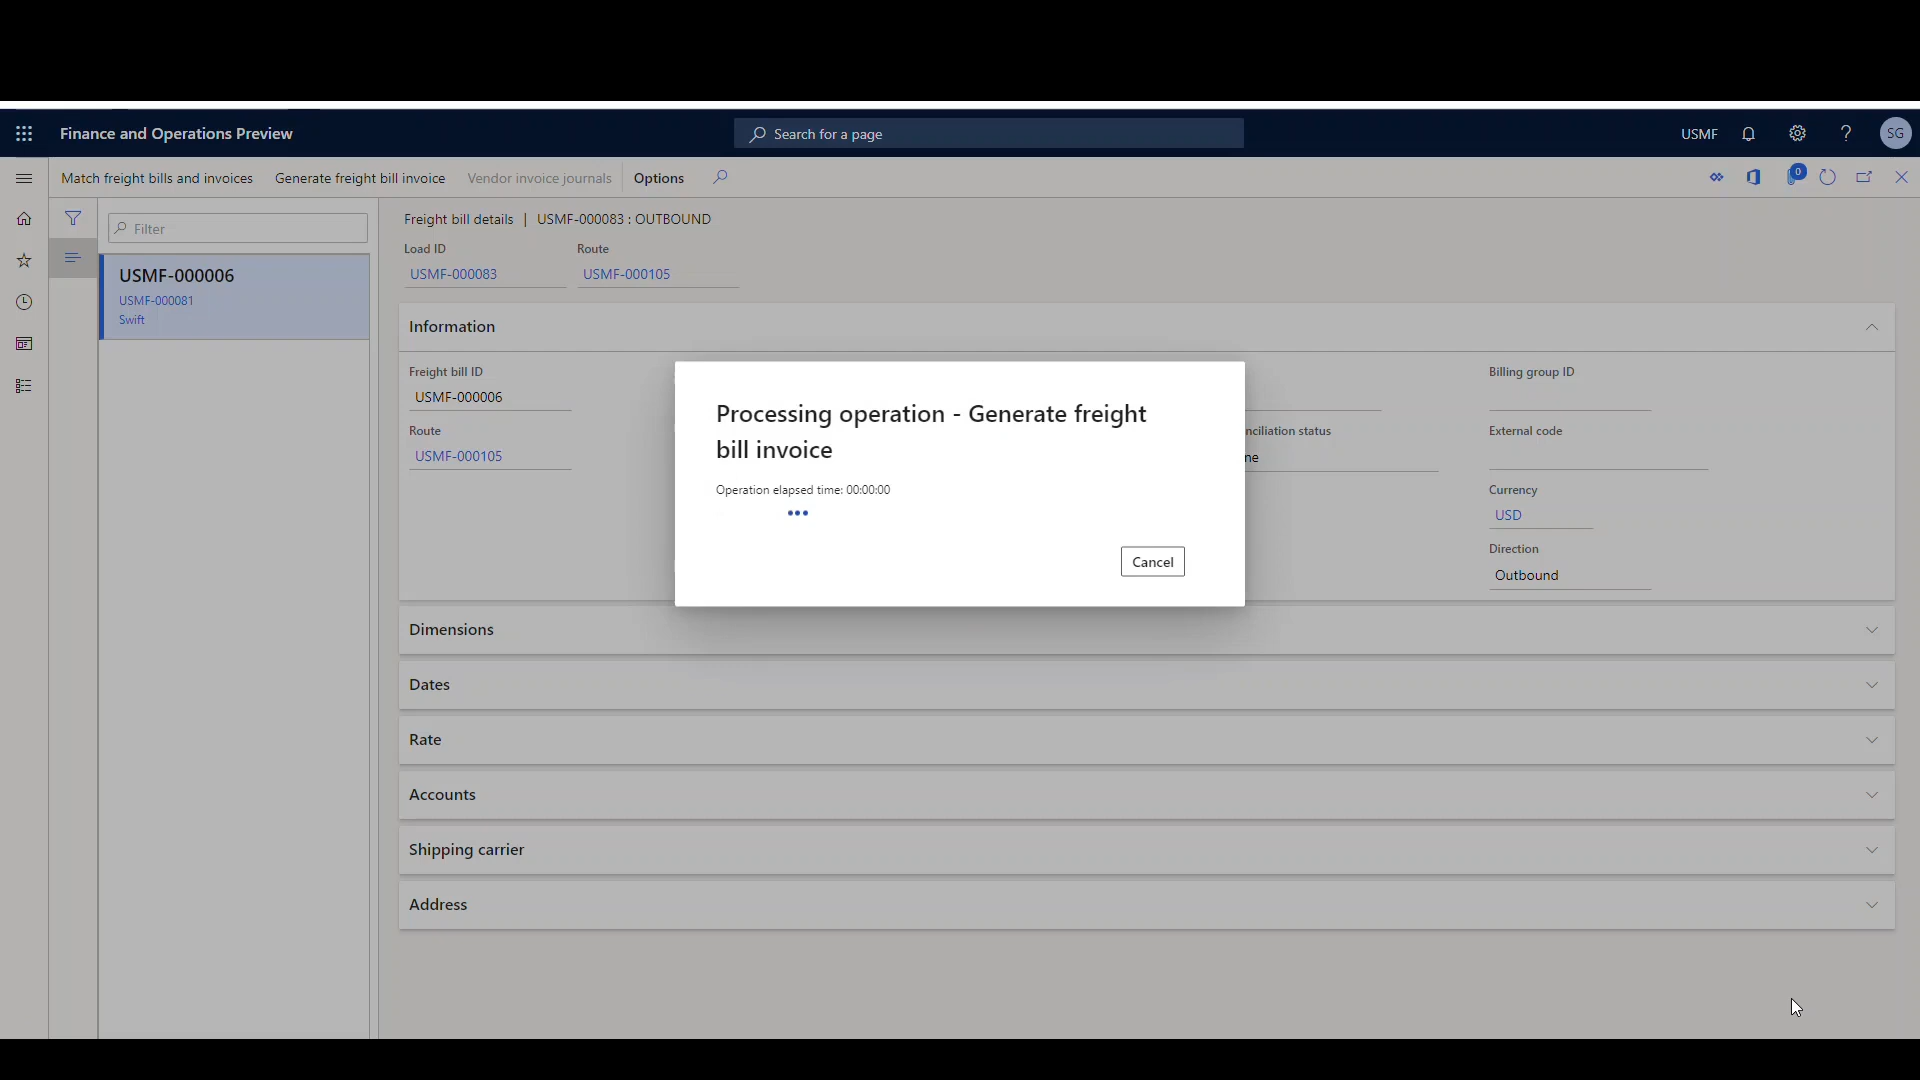 Finance and Operations Preview
Search for a page
USMF
SG
Match freight bills and invoices
Generate freight bill invoice
Vendor invoice journals
Options
0
Filter
USMF-000006
USMF-000081
Swift
Freight bill details | USMF-000083 : OUTBOUND
Load ID
Route
USMF-000083
USMF-000105
Information
Freight bill ID
USMF-000006
Route
USMF-000105
nciliation status
ne
Billing group ID
External code
Currency
USD
Direction
Outbound
Processing operation - Generate freight
bill invoice
Operation elapsed time: 00:00:00
Cancel
Dimensions
Dates
Rate
Accounts
Shipping carrier
Address